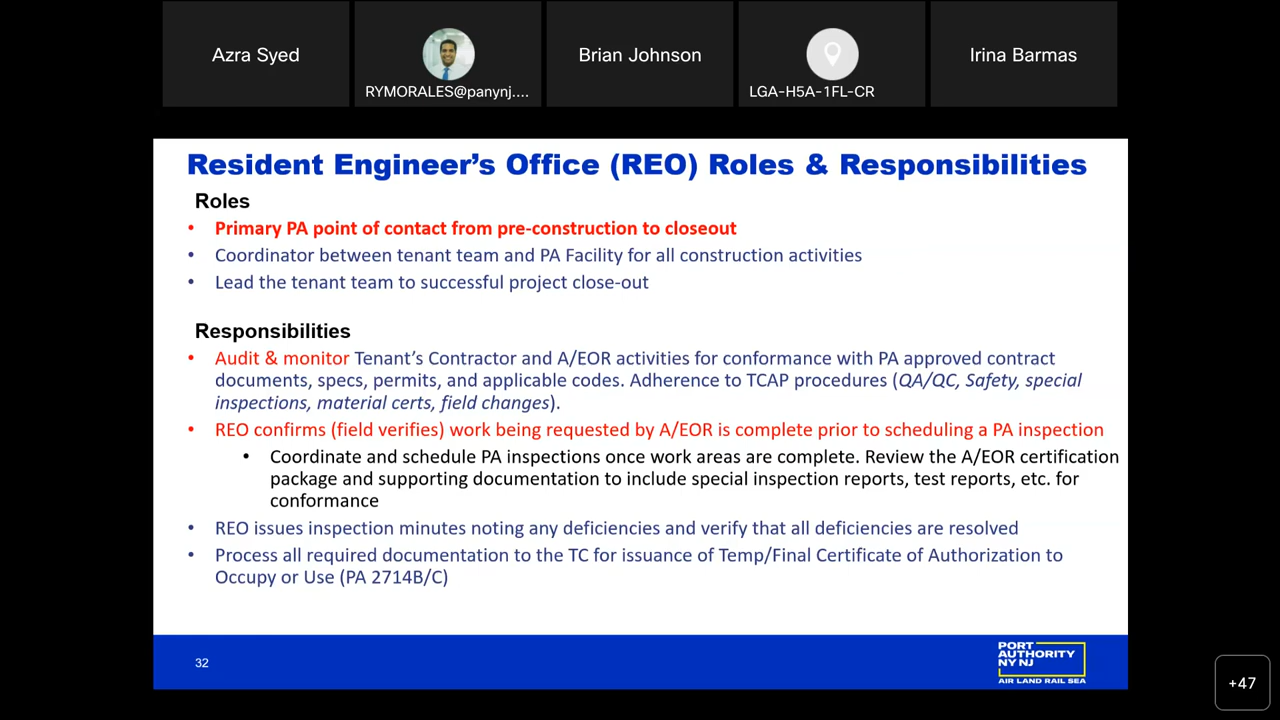 Azra Syed
RYMORALES@panynj....
Brian Johnson
LGA-H5A-1FL-CR
Irina Barmas
Resident Engineer's Office (REO) Roles & Responsibilities
Roles
• Primary PA point of contact from pre-construction to closeout
• Coordinator between tenant team and PA Facility for all construction activities
• Lead the tenant team to successful project close-out
Responsibilities
• Audit & monitor Tenant's Contractor and A/EOR activities for conformance with PA approved contract
documents, specs, permits, and applicable codes. Adherence to TCAP procedures (QA/QC, Safety, special
inspections, material certs, field changes).
• REO confirms (field verifies) work being requested by A/EOR is complete prior to scheduling a PA inspection
• Coordinate and schedule PA inspections once work areas are complete. Review the A/EOR certification
package and supporting documentation to include special inspection reports, test reports, etc. for
conformance
• REO issues inspection minutes noting any deficiencies and verify that all deficiencies are resolved
• Process all required documentation to the TC for issuance of Temp/Final Certificate of Authorization to
Occupy or Use (PA 2714B/C)
32
PORT
AUTHORITY
NY NJ
AIR LAND RAIL SEA
+47